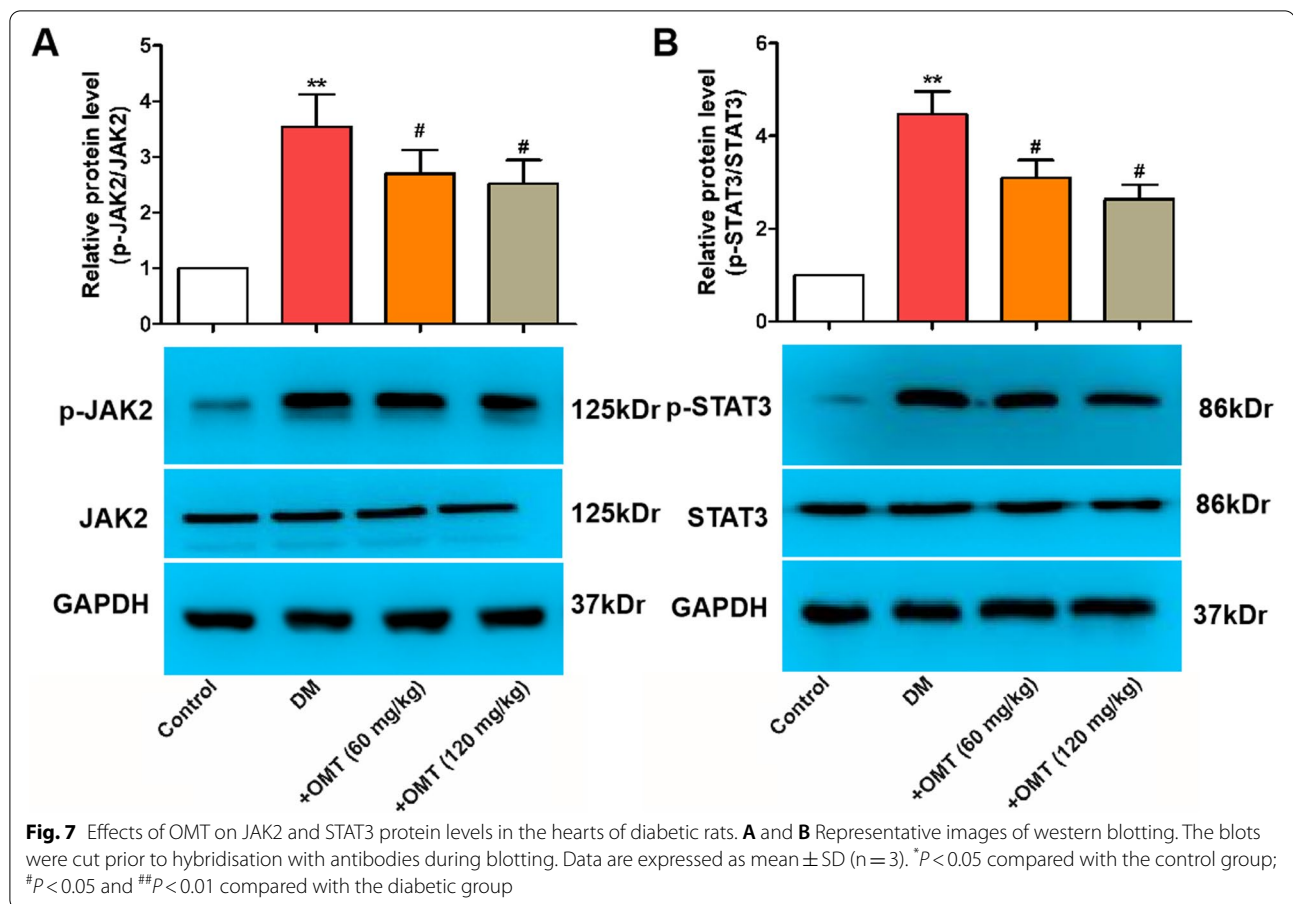 A
Relative protein level
(p-JAK2/JAK2)
5
4
3
2
1
0
**
#
#
p-JAK2
125kDr
JAK2
125kDr
GAPDH
37kDr
Control
DM
+OMT (60 mg/kg)
+OMT (120 mg/kg)
B
Relative protein level
(p-STAT3/STAT3)
6
4
2
0
**
#
#
p-STAT3
86kDr
STAT3
86kDr
GAPDH
37kDr
Control
DM
+OMT (60 mg/kg)
+OMT (120 mg/kg)
Fig. 7 Effects of OMT on JAK2 and STAT3 protein levels in the hearts of diabetic rats. A and B Representative images of western blotting. The blots
were cut prior to hybridisation with antibodies during blotting. Data are expressed as mean ± SD (n = 3). *P < 0.05 compared with the control group;
#P < 0.05 and ##P < 0.01 compared with the diabetic group